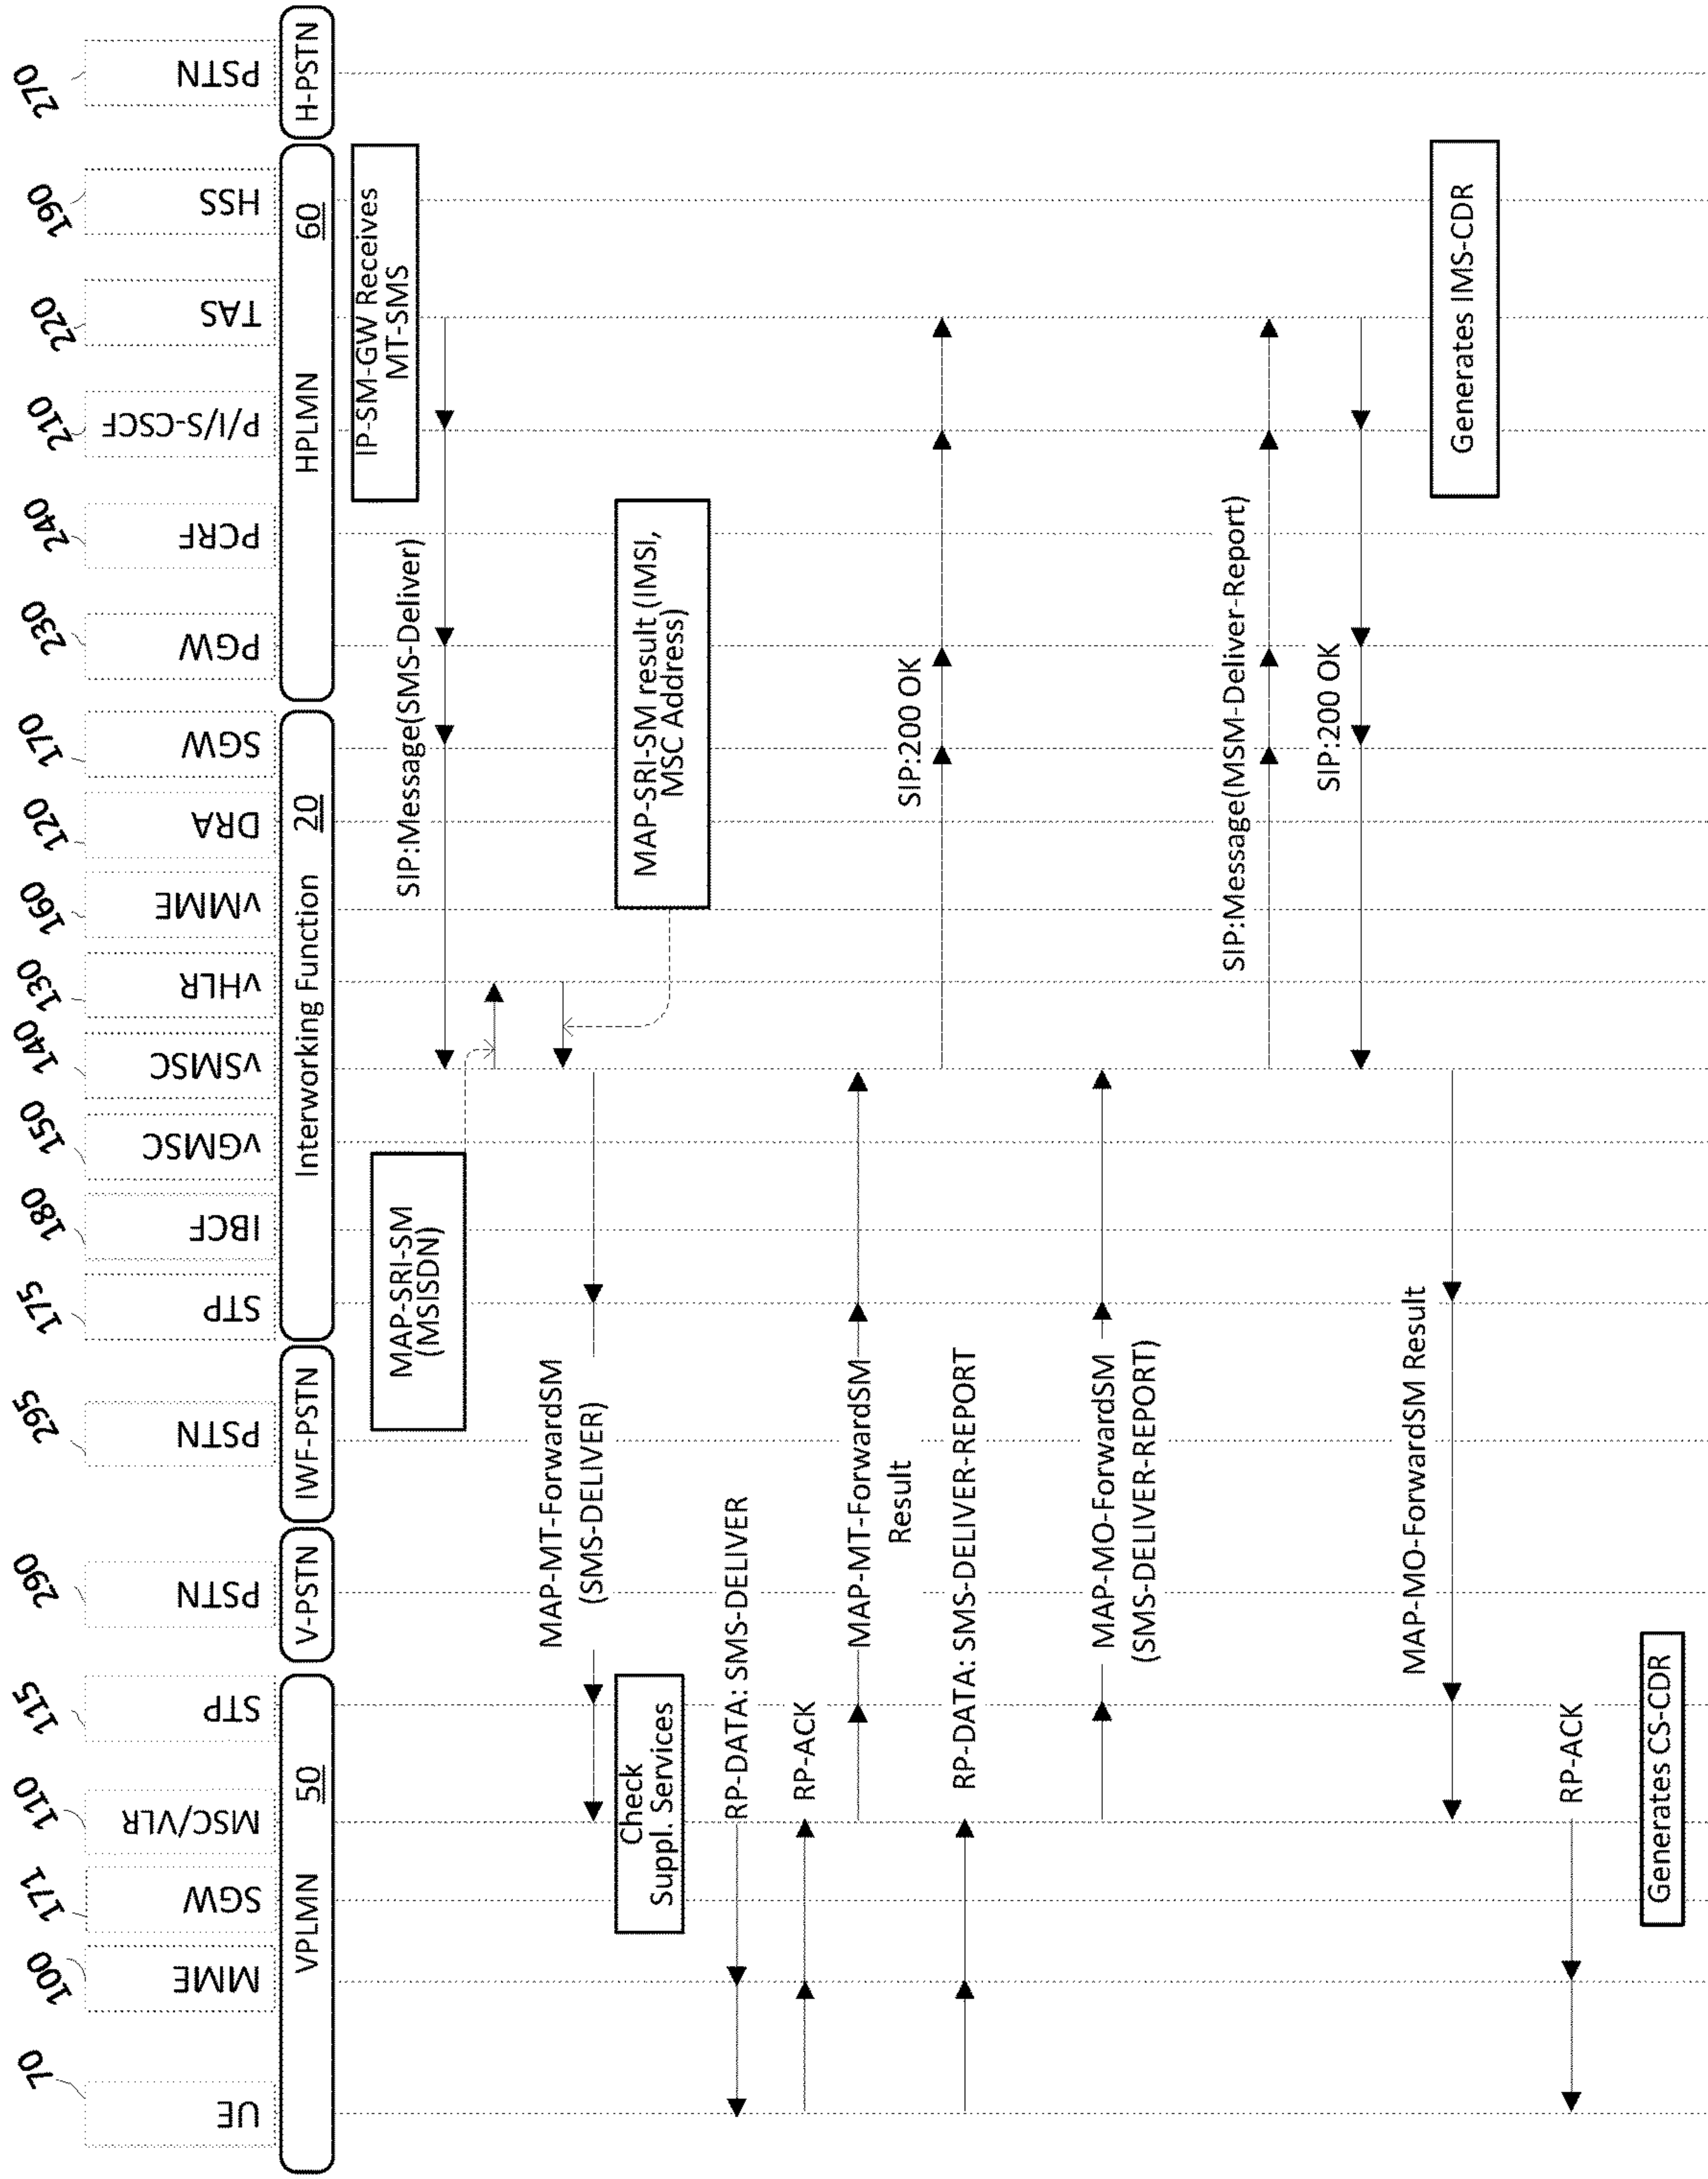 70
100
171
110
115
290
295
175
180
150
140
130
160
120
170
230
240
210
220
190
270
UE
MME
SGW
MSC/VLR
STP
PSTN
PSTN
STP
IBCF
vGMSC
vSMSC
vHLR
vMME
DRA
SGW
PGW
PCRF
P/I/S-CSCF
TAS
HSS
PSTN
VPLMN 50
V-PSTN
IWF-PSTN
Interworking Function 20
HPLMN 60
H-PSTN
IP-SM-GW Receives
MT-SMS
SIP:Message(SMS-Deliver)
MAP-SRI-SM
(MSISDN)
MAP-SRI-SM result (IMSI,
MSC Address)
MAP-MT-ForwardSM
(SMS-DELIVER)
Check
Suppl. Services
RP-DATA: SMS-DELIVER
RP-ACK
MAP-MT-ForwardSM
Result
SIP:200 OK
RP-DATA: SMS-DELIVER-REPORT
MAP-MO-ForwardSM
(SMS-DELIVER-REPORT)
SIP:Message(MSM-Deliver-Report)
SIP:200 OK
MAP-MO-ForwardSM Result
Generates IMS-CDR
RP-ACK
Generates CS-CDR